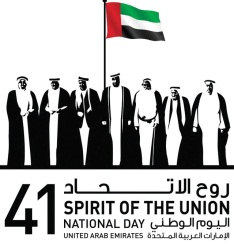 41
روح الاتحاد
SPIRIT OF THE UNION
NATIONAL DAY اليوم الوطني
UNITED ARAB EMIRATES الإمارات العربية المتحدة